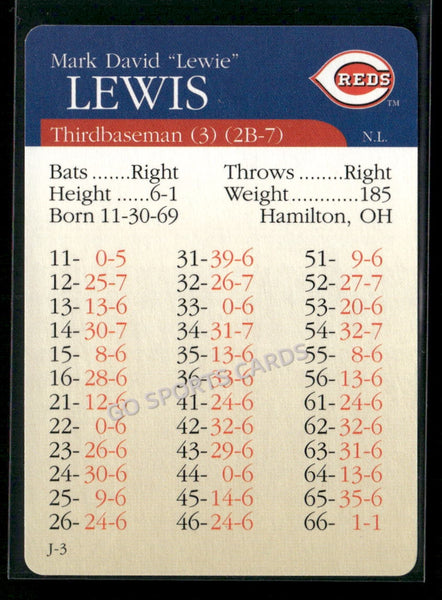 Mark David "Lewie"
LEWIS
REDS
TM
Thirdbaseman (3) (2B-7) N.L.
Bats .......Right Throws ........Right
Height ......6-1 Weight............185
Born 11-30-69 Hamilton, OH
11- 0-5 31- 39-6 51- 9-6
12- 25-7 32- 26-7 52- 27-7
13- 13-6 33- 0-6 53- 20-6
14- 30-7 34- 31-7 54- 32-7
15- 8-6 35- 13-6 55- 8-6
16- 28-6 36- 24-6 56- 13-6
21- 12-6 41- 24-6 61- 24-6
22- 0-6 42- 32-6 62- 32-6
23- 26-6 43- 29-6 63- 31-6
24- 30-6 44- 0-6 64- 13-6
25- 9-6 45- 14-6 65- 35-6
26- 24-6 46- 24-6 66- 1-1
GO SPORTS CARDS
J-3